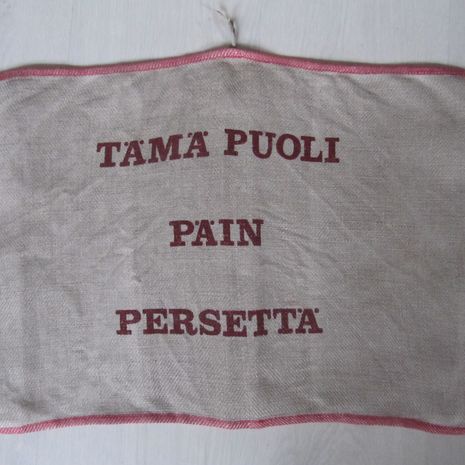 TÄMÄ PUOLI
PÄIN
PERSETTÄ